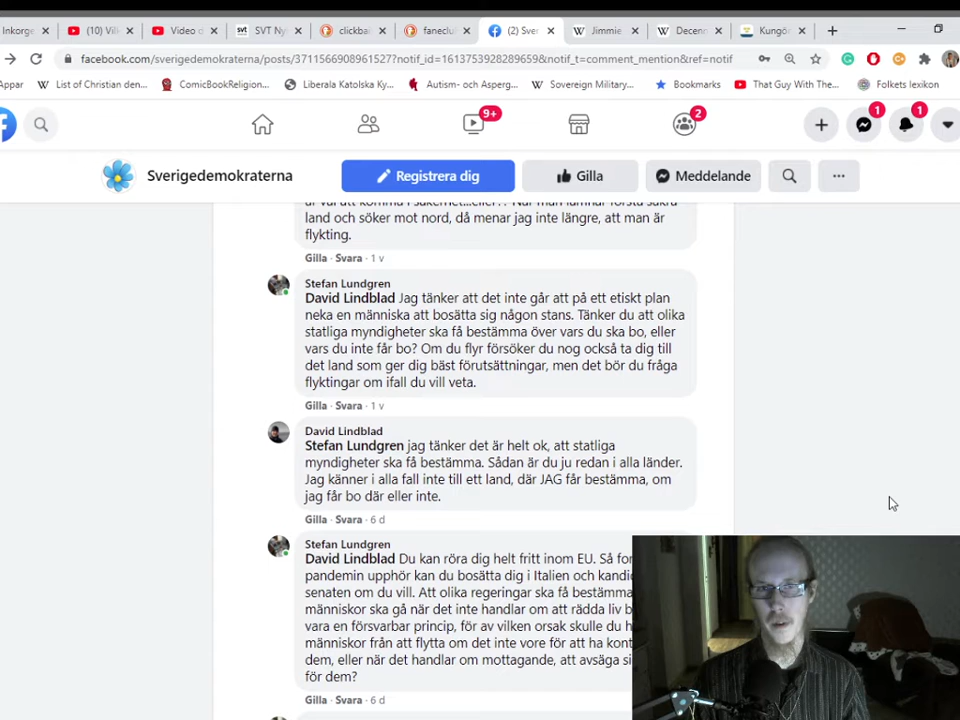 Inkorge
(10) Vik
Video d
SVT Ny
clickbai
faneclu
(2) Sver
Jimmie
Decenn
Kungö
facebook.com/sverigedemokraterna/posts/3711566908961527?notif_id=1613753928289659&notif_t=comment_mention&ref=notif
Appar
List of Christian den...
ComicBookReligion...
Liberala Katolska Ky...
Autism- och Asperg...
Sovereign Military...
Bookmarks
That Guy With The...
Folkets lexikon
9+
2
1
1
Sverigedemokraterna
Registrera dig
Gilla
Meddelande
land och söker mot nord, då menar jag inte längre, att man är
flykting.
Gilla · Svara · 1 v
Stefan Lundgren
David Lindblad Jag tänker att det inte går att på ett etiskt plan
neka en människa att bosätta sig någon stans. Tänker du att olika
statliga myndigheter ska få bestämma över vars du ska bo, eller
vars du inte får bo? Om du flyr försöker du nog också ta dig till
det land som ger dig bäst förutsättningar, men det bör du fråga
flyktingar om ifall du vill veta.
Gilla · Svara · 1 v
David Lindblad
Stefan Lundgren jag tänker det är helt ok, att statliga
myndigheter ska få bestämma. Sådan är du ju redan i alla länder.
Jag känner i alla fall inte till ett land, där JAG får bestämma, om
jag får bo där eller inte.
Gilla · Svara · 6 d
Stefan Lundgren
David Lindblad Du kan röra dig helt fritt inom EU. Så for
pandemin upphör kan du bosätta dig i Italien och kandid
senaten om du vill. Att olika regeringar ska få bestämma
människor ska gå när det inte handlar om att rädda liv b
vara en försvarbar princip, för av vilken orsak skulle du h
människor från att flytta om det inte vore för att ha kont
dem, eller när det handlar om mottagande, att avsäga si
för dem?
Gilla · Svara · 6 d